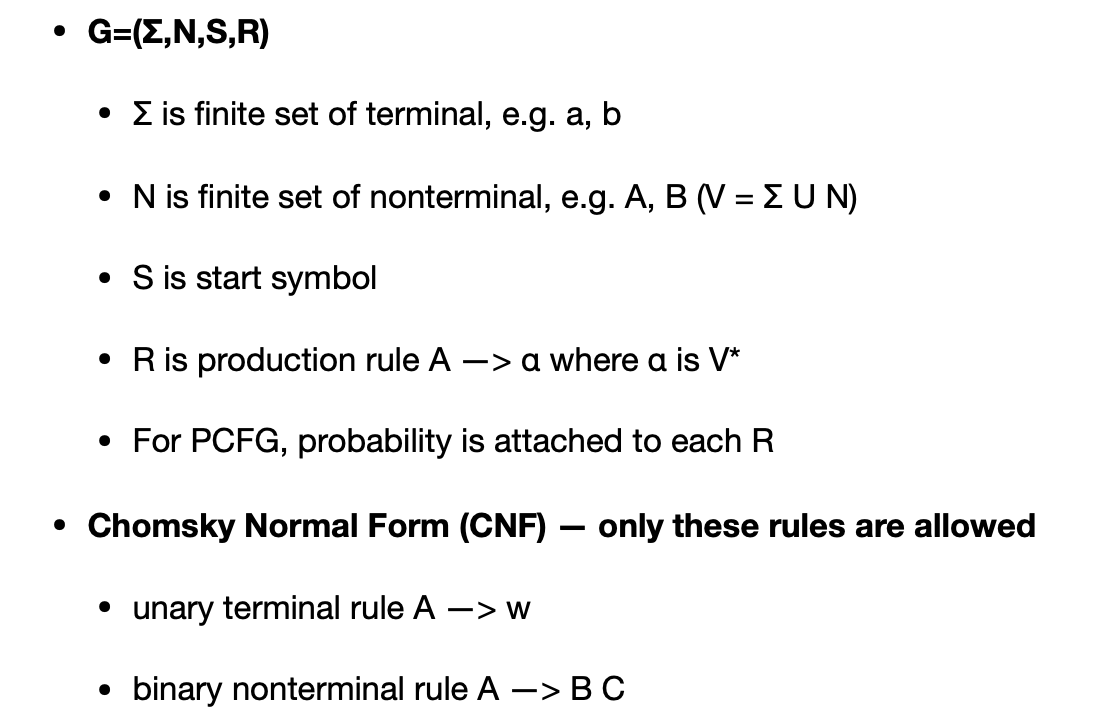 • G=(Σ,N,S,R)
• Σ is finite set of terminal, e.g. a, b
• N is finite set of nonterminal, e.g. A, B (V = Σ U N)
• S is start symbol
• R is production rule A —> α where α is V*
• For PCFG, probability is attached to each R
• Chomsky Normal Form (CNF) — only these rules are allowed
• unary terminal rule A —> w
• binary nonterminal rule A —> B C